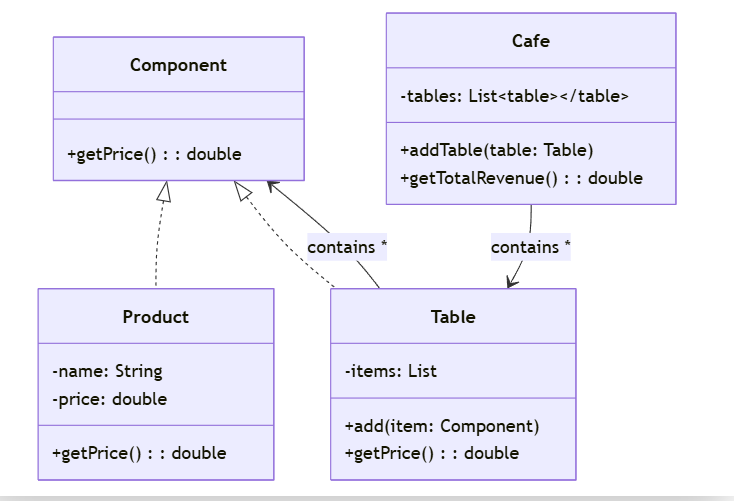 Component
+getPrice() : : double
Cafe
-tables: List<table></table>
+addTable(table: Table)
+getTotalRevenue() : : double
contains *
contains *
Product
-name: String
-price: double
+getPrice() : : double
Table
-items: List
+add(item: Component)
+getPrice() : : double